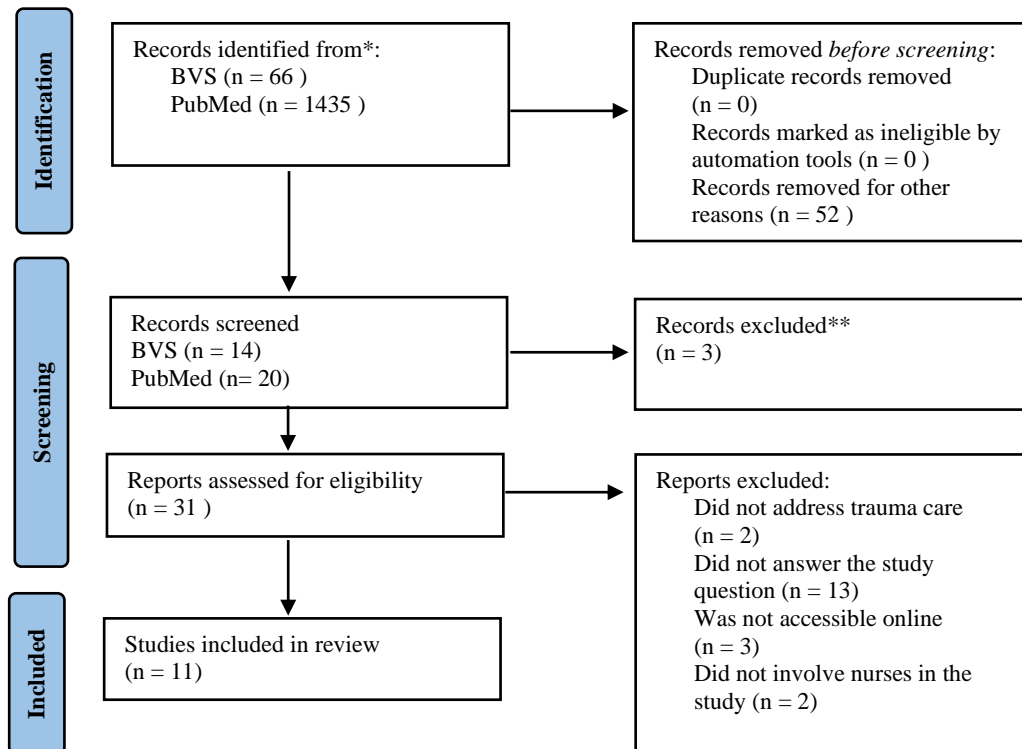 Identification
Records identified from*:
BVS (n = 66 )
PubMed (n = 1435 )
Records removed before screening:
Duplicate records removed
(n = 0)
Records marked as ineligible by
automation tools (n = 0 )
Records removed for other
reasons (n = 52 )
Screening
Records screened
BVS (n = 14)
PubMed (n= 20)
Records excluded**
(n = 3)
Reports assessed for eligibility
(n = 31 )
Reports excluded:
Did not address trauma care
(n = 2)
Did not answer the study
question (n = 13)
Was not accessible online
(n = 3)
Did not involve nurses in the
study (n = 2)
Included
Studies included in review
(n = 11)